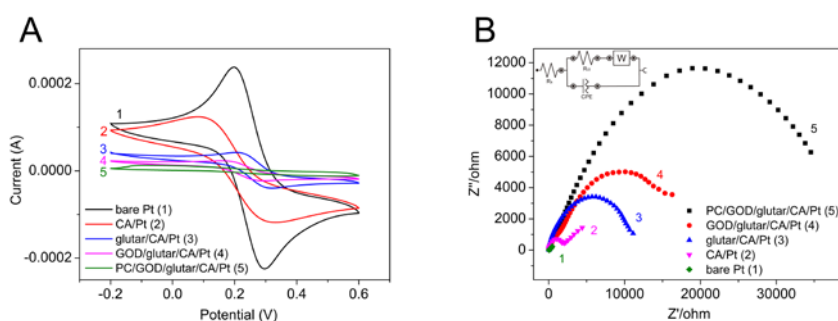 A
0.0002
0.0000
-0.0002
Current (A)
-0.2
0.0
0.2
0.4
0.6
Potential (V)
1
2
3
4
5
bare Pt (1)
CA/Pt (2)
glutar/CA/Pt (3)
GOD/glutar/CA/Pt (4)
PC/GOD/glutar/CA/Pt (5)
B
12000
10000
8000
6000
4000
2000
0
Z''/ohm
0
10000
20000
30000
Z'/ohm
W
CPE
5
4
3
2
1
PC/GOD/glutar/CA/Pt (5)
GOD/glutar/CA/Pt (4)
glutar/CA/Pt (3)
CA/Pt (2)
bare Pt (1)